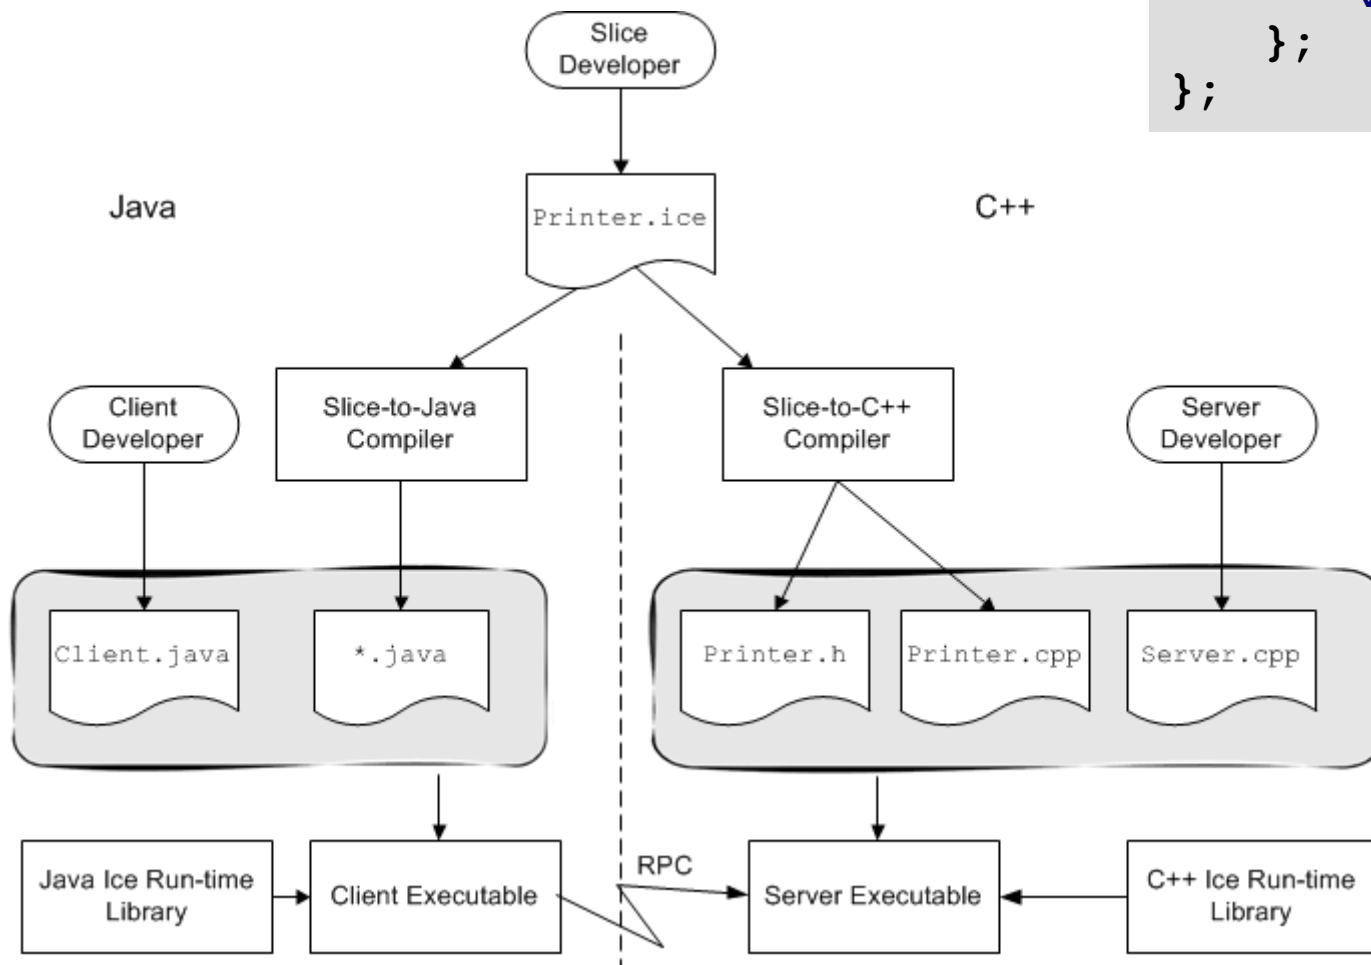 Slice
Developer
};
};
Java
Printer.ice
C++
Client
Developer
Slice-to-Java
Compiler
Slice-to-C++
Compiler
Server
Developer
Client.java
*.java
Printer.h
Printer.cpp
Server.cpp
RPC
Java Ice Run-time
Library
Client Executable
Server Executable
C++ Ice Run-time
Library